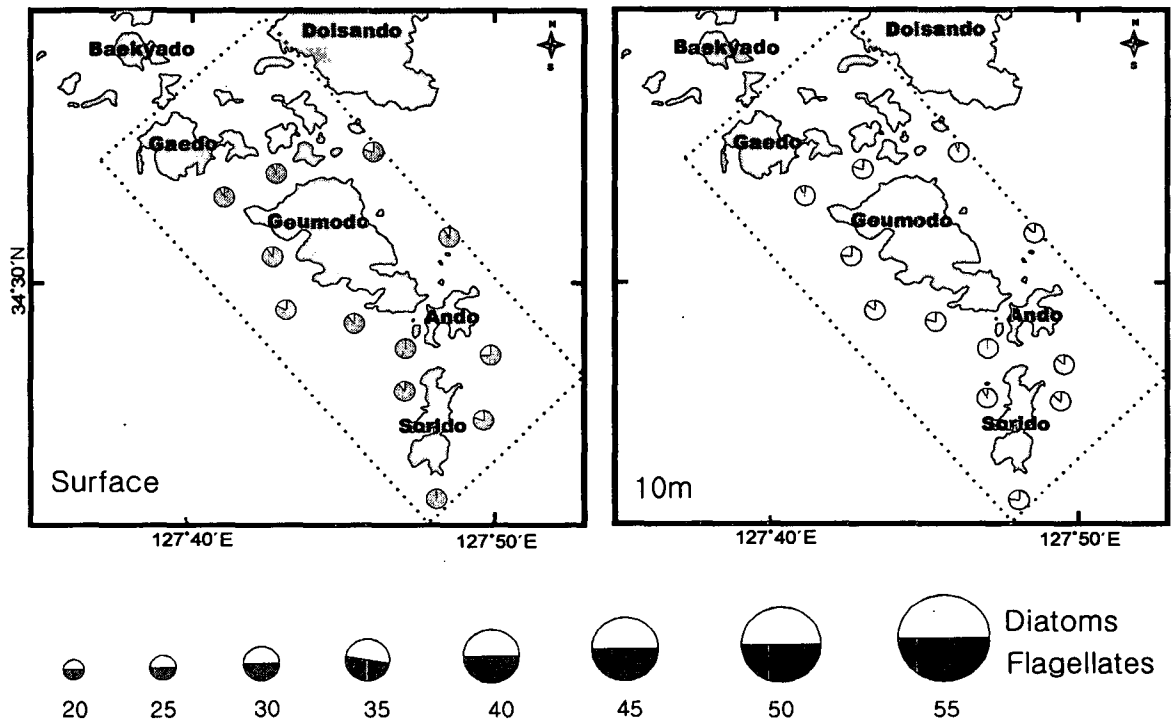 Doisando
N
Baekyado
S
Gaedo
Geumodo
34°30′N
Ando
Sorido
Surface
127°40′E
127°50′E
Doisando
N
Baekyado
S
Gaedo
Geumodo
Ando
Sorido
10m
127°40′E
127°50′E
Diatoms
Flagellates
20
25
30
35
40
45
50
55